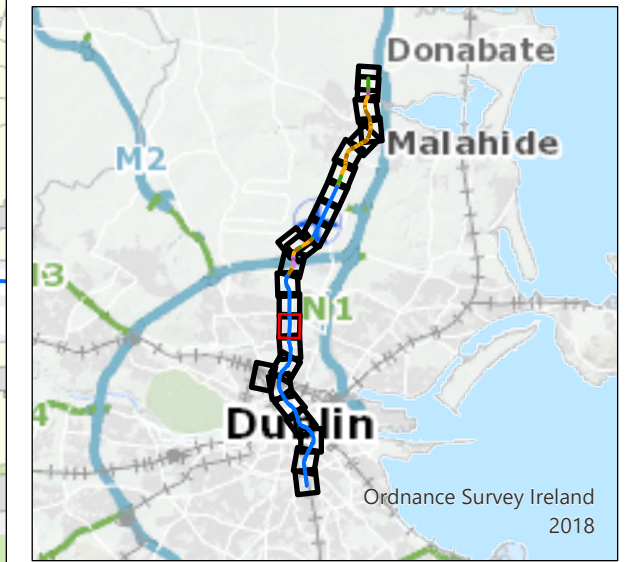 Donabate
M2
Malahide
N1
Dublin
Ordnance Survey Ireland
2018